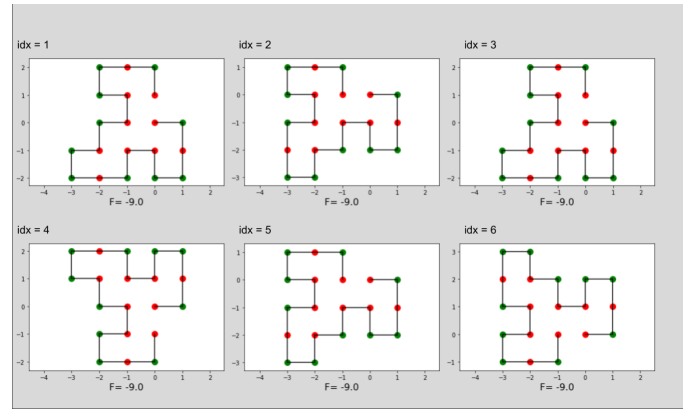 idx = 1
idx = 2
idx = 3
2
1
0
−1
−2
−4 −3 −2 −1 0 1 2
F= -9.0
1
0
−1
−2
−3
−4 −3 −2 −1 0 1 2
F= -9.0
2
1
0
−1
−2
−4 −3 −2 −1 0 1 2
F= -9.0
idx = 4
idx = 5
idx = 6
2
1
0
−1
−2
−4 −3 −2 −1 0 1 2
F= -9.0
1
0
−1
−2
−3
−4 −3 −2 −1 0 1 2
F= -9.0
3
2
1
0
−1
−4 −3 −2 −1 0 1 2
F= -9.0